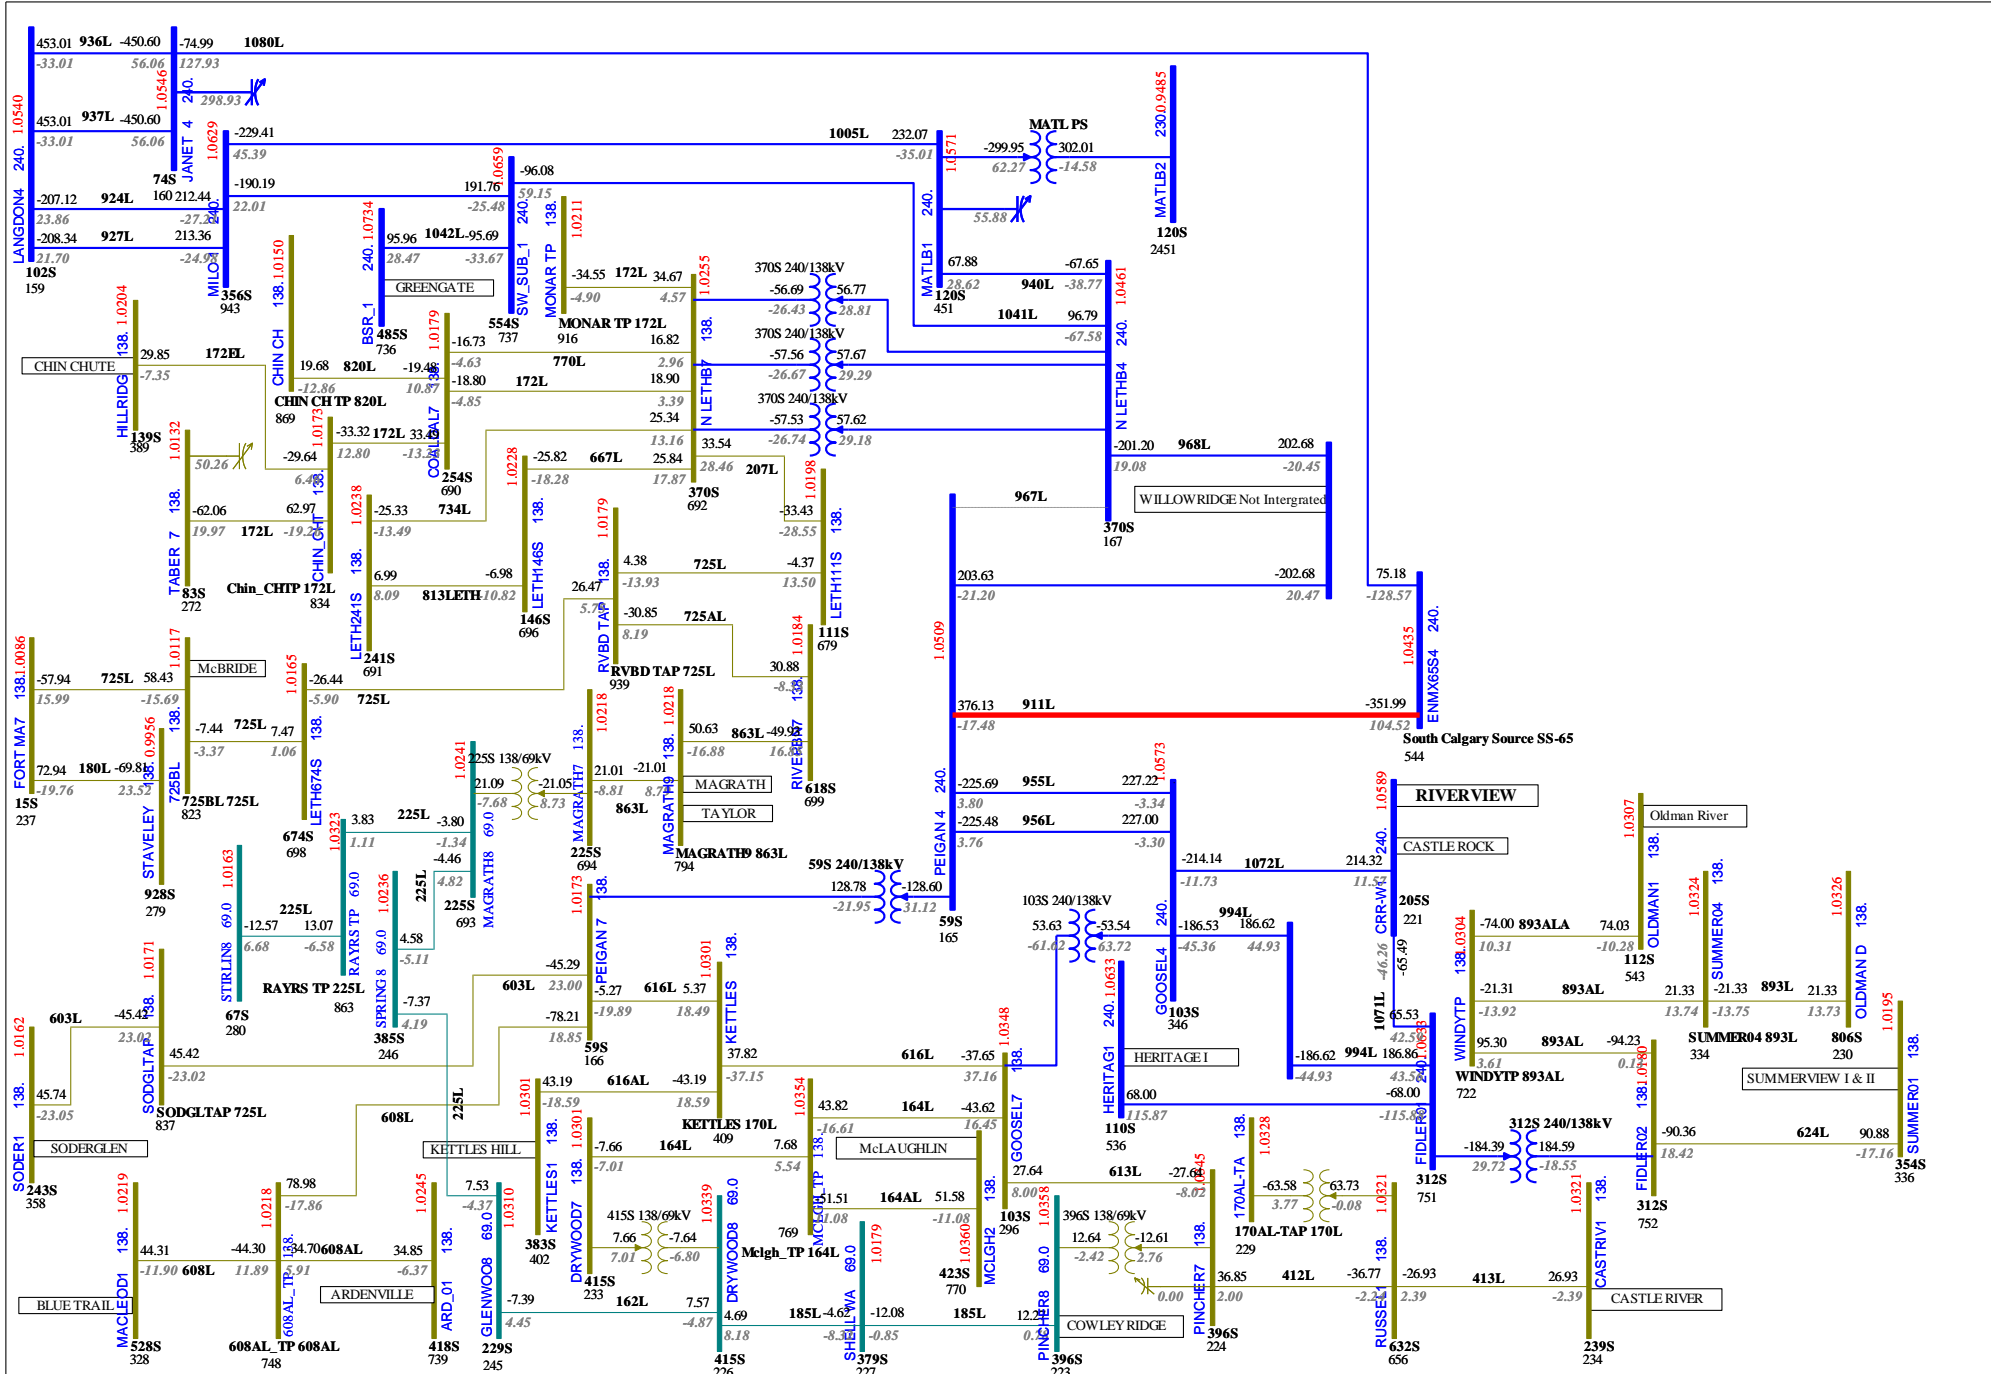 453.01 936L -450.60 -74.99 1080L
-33.01 56.06 127.93
298.93
453.01 937L -450.60
-33.01 56.06
LANGDON4 240. 1.0540
JANET 4 240. 1.0546
74S
160
-207.12 924L 212.44
23.86
-208.34 927L 213.36
21.70
102S
159
1.0629
-229.41 1005L 232.07
45.39 -35.01
-190.19 191.76
22.01 -25.48
356S
943
1.0571
-299.95 MATL PS 302.01
62.27 -14.58
55.88
MATLB1 240.
120S
451
230. 0.9485
MATLB2
120S
2451
1.0659
-96.08
59.15
SW_SUB_1 240.
554S
737
1.0734
95.96 1042L -95.69
28.47 -33.67
BSR_1 240.
GREENGATE
485S
736
MONAR TP 138. 1.0211
-34.55 172L 34.67
-4.90 4.57
MONAR TP 172L
916
1.0255
N LETHB7 138.
370S
692
370S 240/138kV
-56.69 56.77
-26.43 28.81
370S 240/138kV
-57.56 57.67
-26.67 29.29
370S 240/138kV
-57.53 57.62
-26.74 29.18
67.88 940L -67.65
28.62 -38.77
1041L 96.79
-67.58
1.0461
N LETHB4 240.
-201.20 968L 202.68
19.08 -20.45
WILLOWRIDGE Not Intergrated
967L
370S
167
203.63 -202.68
-21.20 20.47
75.18
-128.57
1.0435
ENMX65S4 240.
376.13 911L -351.99
-17.48 104.52
South Calgary Source SS-65
544
CHIN CH 138. 1.0150
19.68 820L
-12.86 10.87
CHIN CH TP 820L
869
1.0204
HILLRIDG 138.
29.85 172EL
-7.35
CHIN CHUTE
139S
389
1.0179
-16.73 770L 16.82
-4.63 2.96
-18.80 172L 18.90
-4.85 3.39
254S
690
25.34
13.16
1.0173
-33.32 172L
12.80
-29.64
CHIN_CHT 138.
Chin_CHTP 172L
834
1.0132
TABER 7 138.
50.26
-62.06 172L 62.97
19.97
83S
272
1.0228
-25.82 667L 25.84
-18.28 17.87
LETH146S 138.
146S
696
33.54 207L -33.43
28.46 -28.55
1.0198
LETH111S 138.
111S
679
1.0238
-25.33 734L
-13.49
LETH241S 138.
6.99 813LETH -6.98
8.09 -10.82
241S
691
1.0179
RVBD TAP 138.
4.38 725L -4.37
-13.93 13.50
26.47
-30.85 725AL 30.88
8.19
RVBD TAP 725L
939
1.0184
RIVERBR7 138.
618S
699
FORT MA7 138. 1.0086
-57.94 725L 58.43
15.99 -15.69
72.94 180L -69.81
-19.76 23.52
15S
237
1.0117
McBRIDE
725BL 138.
-7.44 725L 7.47
-3.37 1.06
725BL 725L
823
1.0165
-26.44 725L
-5.90
LETH674S 138.
674S
698
STAVELEY 138. 0.9956
928S
279
MAGRATH7 138. 1.0218
21.01 863L -21.01
-8.81
225S
694
MAGRATH9 138. 1.0218
50.63 863L
-16.88
MAGRATH
TAYLOR
MAGRATH9 863L
794
1.0241
225S 138/69kV
21.09 -21.05
-7.68 8.73
MAGRATH8 69.0
-4.46
4.82
225L
225S
693
1.0323
3.83 225L -3.80
1.11 -1.34
RAYRS TP 69.0
RAYRS TP 225L
863
1.0163
STIRLIN8 69.0
-12.57 225L 13.07
6.68 -6.58
67S
280
1.0236
SPRING 8 69.0
4.58
-5.11
-7.37
4.19
385S
246
1.0509
PEIGAN 4 240.
-225.69 955L 227.22
3.80 -3.34
-225.48 956L 227.00
3.76 -3.30
59S
165
59S 240/138kV
128.78 -128.60
-21.95 31.12
1.0173
PEIGAN 7 138.
-45.29 603L
23.00
-5.27 616L 5.37
-19.89 18.49
-78.21
18.85
59S
166
1.0573
GOOSEL4 240.
-214.14 1072L 214.32
-11.73 11.57
-186.53 994L 186.62
-45.36 44.93
103S
346
103S 240/138kV
53.63 -53.54
63.72
1.0589
RIVERVIEW
CASTLE ROCK
CRR-W1 240.
205S
221
-65.49
-46.26
1071L
65.53
1.0307
Oldman River
OLDMAN1 138.
-74.00 893ALA 74.03
10.31 -10.28
112S
543
1.0304
WINDYTP 138.
-21.31 893AL 21.33
-13.92 13.74
95.30 893AL -94.23
3.61
WINDYTP 893AL
722
1.0324
SUMMER04 138.
-21.33 893L 21.33
-13.75 13.73
SUMMER04 893L
334
1.0326
OLDMAN D 138.
806S
230
1.0195
SUMMERVIEW I & II
SUMMER01 138.
354S
336
1.0171
SODGLTAP 138.
45.42
-23.02
SODGLTAP 725L
837
1.0162
603L
45.74
-23.05
SODER1 138.
SODERGLEN
243S
358
1.0301
KETTLES 138.
37.82 616L -37.65
-37.15 37.16
KETTLES 170L
409
1.0301
43.19 616AL -43.19
-18.59 18.59
KETTLES1 138.
KETTLES HILL
383S
402
608L
225L
1.0301
DRYWOOD7 138.
-7.66 164L 7.68
-7.01 5.54
415S 138/69kV
7.66 -7.64
7.01 -6.80
415S
233
1.0354
43.82 164L -43.62
-16.61 16.45
MCLGH_TP 138.
McLAUGHLIN
-51.51 164AL 51.58
11.08 -11.08
769
Mclgh_TP 164L
1.0348
GOOSEL7 138.
27.64 613L -27.64
8.00 -8.02
103S
296
MCLGH2 138. 1.0360
423S
770
HERITAG1 240. 1.0633
HERITAGE I
68.00 -68.00
115.87
110S
536
-186.62 994L 186.86
-44.93
FIDLER01 240. 1.0633
312S 240/138kV
-184.39 184.59
29.72 -18.55
312S
751
FIDLER02 138. 1.0180
-90.36 624L 90.88
18.42 -17.16
312S
752
170AL-TA 138. 1.0328
-63.58 63.73
3.77 -0.08
170AL-TAP 170L
229
1.0321
RUSSEL1 138.
-26.93 413L 26.93
2.39 -2.39
632S
656
1.0321
CASTRIV1 138.
CASTLE RIVER
239S
234
PINCHER7 138. 1.0345
36.85 412L -36.77
2.00
0.00
396S
224
1.0358
396S 138/69kV
12.64 -12.61
-2.42 2.76
PINCHER8 69.0
COWLEY RIDGE
396S
223
1.0219
MACLEOD1 138.
44.31 608L -44.30
-11.90 11.89
BLUE TRAIL
528S
328
1.0218
78.98
-17.86
608AL_TP 138.
-34.70 608AL 34.85
5.91 -6.37
608AL_TP 608AL
748
1.0245
ARD_01 138.
ARDENVILLE
418S
739
7.53
-4.37
1.0310
GLENWOO8 69.0
-7.39 162L 7.57
4.45 -4.87
229S
245
1.0339
DRYWOOD8 69.0
4.69 185L -4.62
8.18
415S
226
1.0179
SHELLWA 69.0
-12.08 185L
-0.85
379S
227